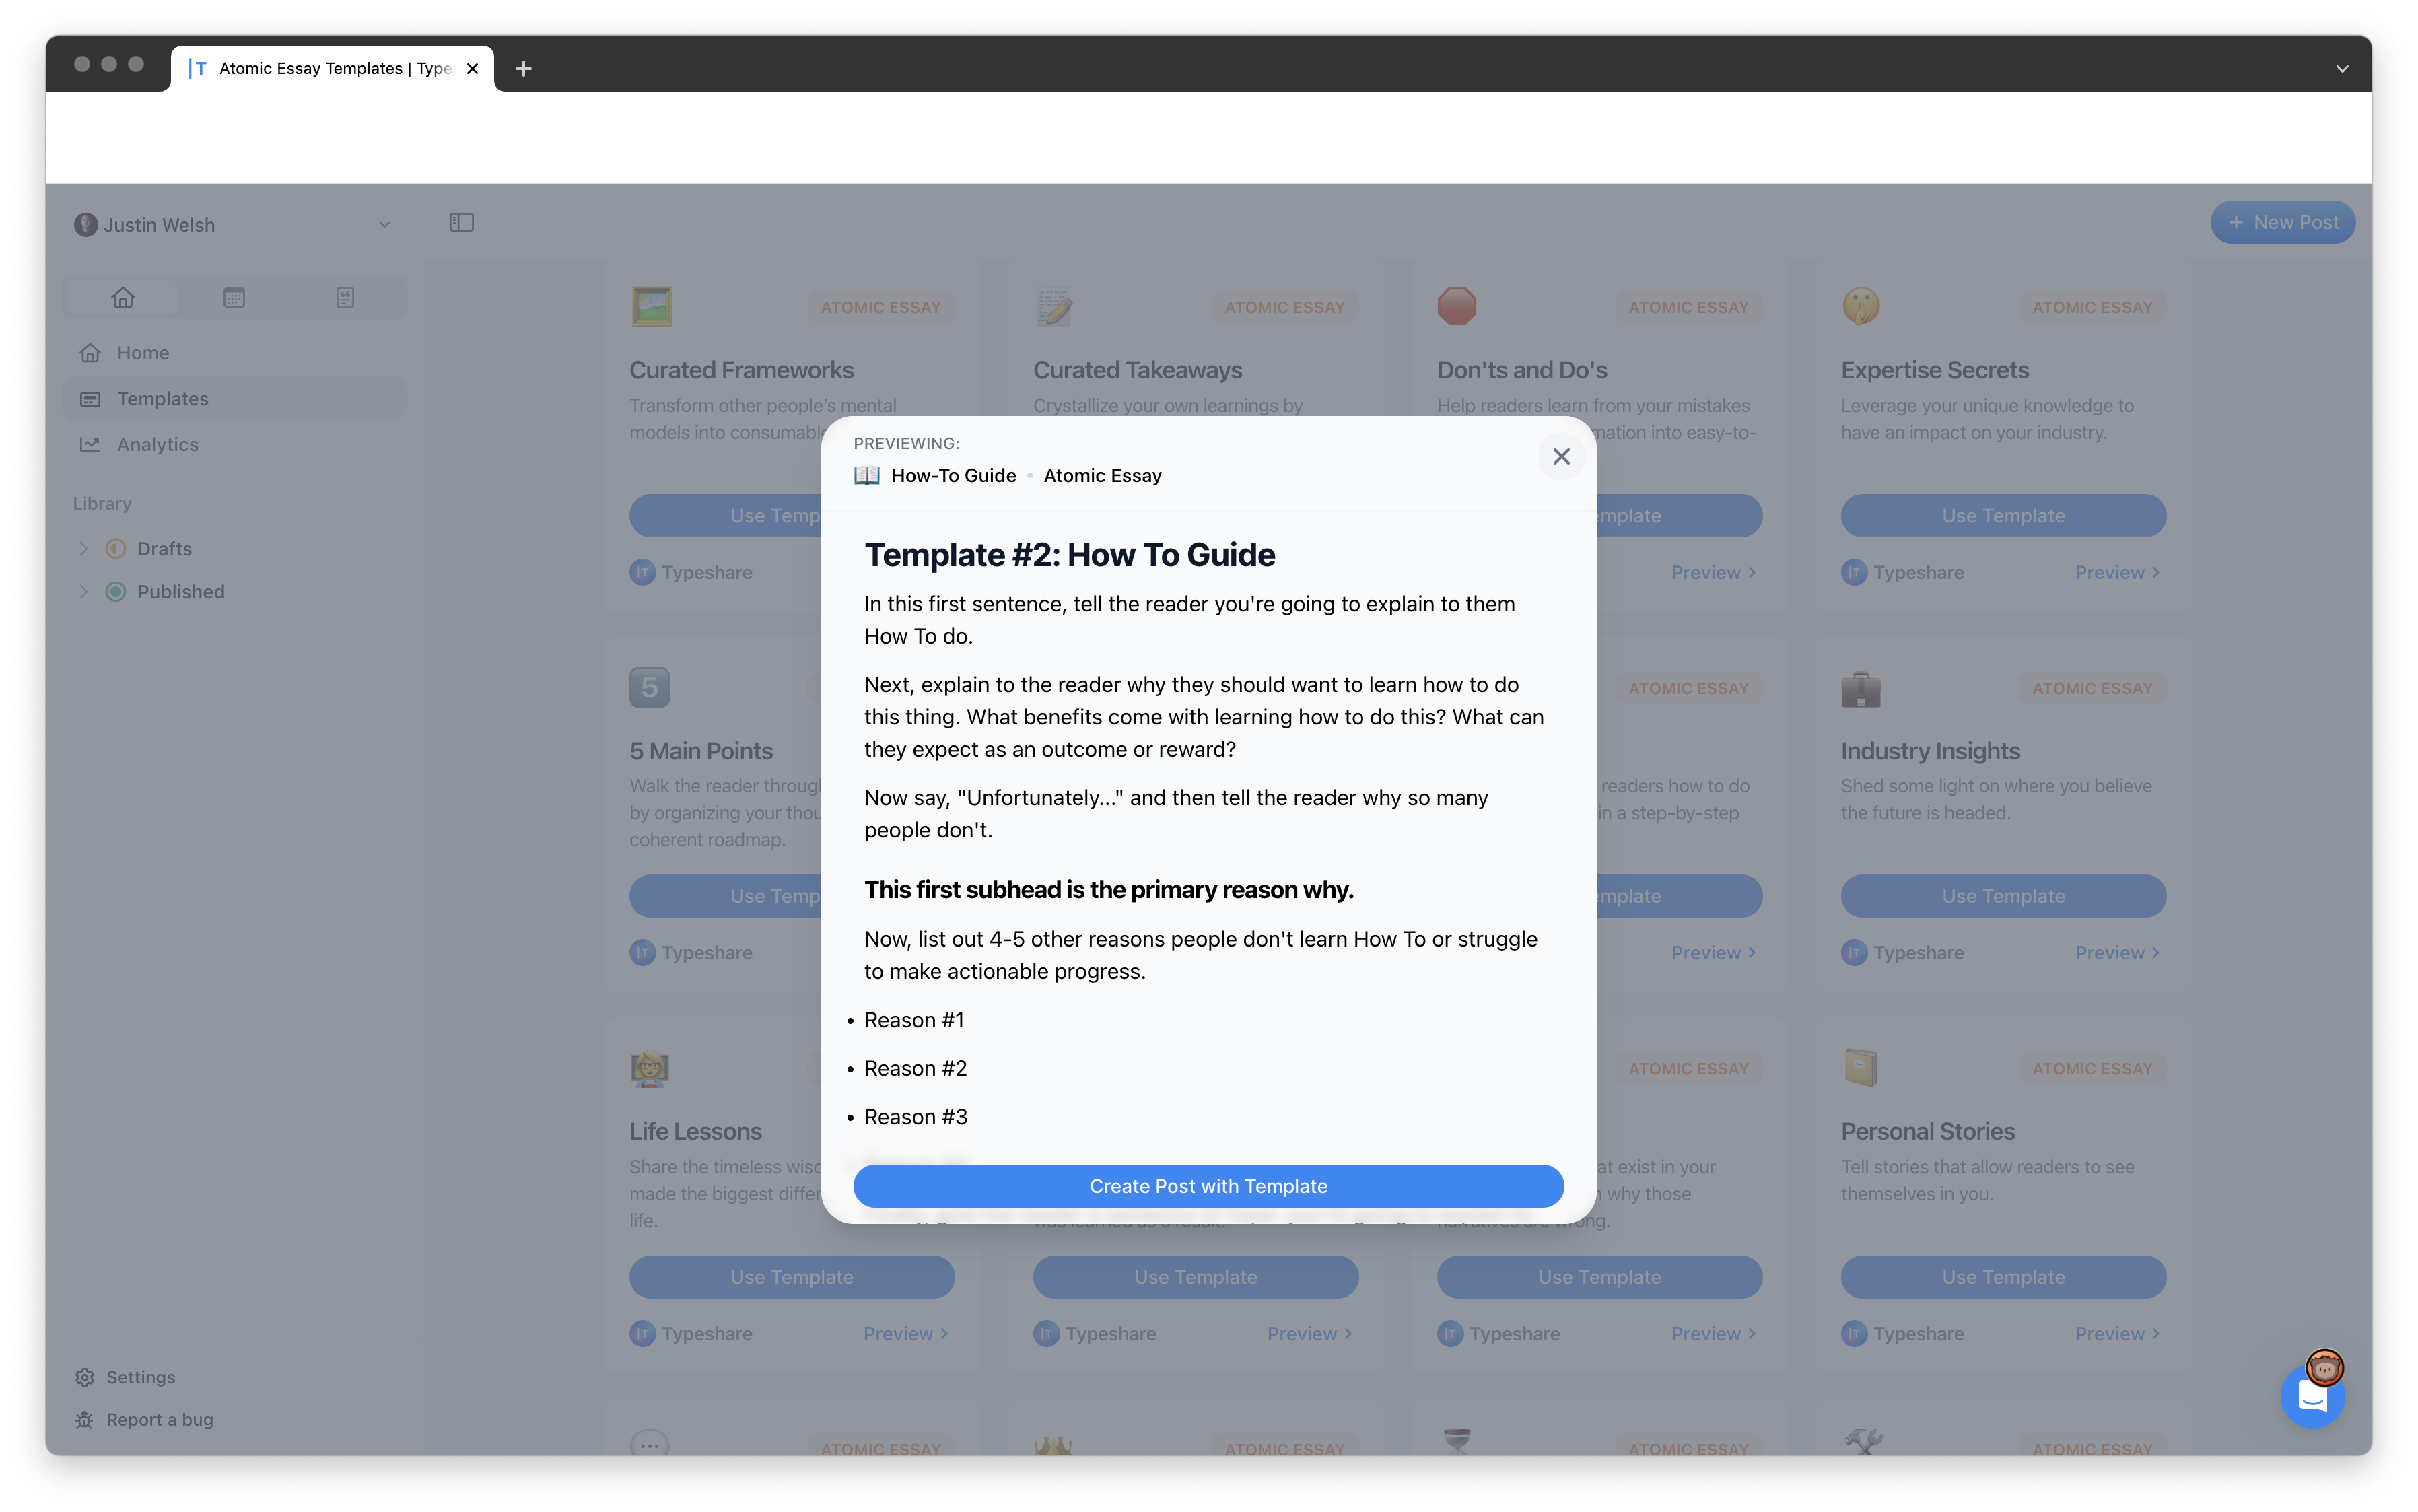 Atomic Essay Templates | Type
Justin Welsh
New Post
Home
Templates
Analytics
Library
Drafts
Published
Settings
Report a bug
ATOMIC ESSAY
Curated Frameworks
Transform other people's mental
models into
Use
Typeshare
ATOMIC ESSAY
Curated Takeaways
Crystallize your own learnings by
ATOMIC ESSAY
Don'ts and Do's
Help readers learn from your mistakes
into easy-to-
Preview
ATOMIC ESSAY
Expertise Secrets
Leverage your unique knowledge to
have an impact on your industry.
Use Template
Typeshare
Preview
PREVIEWING:
How-To Guide • Atomic Essay
Template #2: How To Guide
In this first sentence, tell the reader you're going to explain to them
How To do.
Next, explain to the reader why they should want to learn how to do
this thing. What benefits come with learning how to do this? What can
they expect as an outcome or reward?
Now say, "Unfortunately..." and then tell the reader why so many
people don't.
This first subhead is the primary reason why.
Now, list out 4-5 other reasons people don't learn How To or struggle
to make actionable progress.
• Reason #1
• Reason #2
• Reason #3
Create Post with Template
5
5 Main Points
Walk the reader
by organizing your
coherent roadmap.
Use
Typeshare
ATOMIC ESSAY
readers how to do
in a step-by-step
Preview
ATOMIC ESSAY
Industry Insights
Shed some light on where you believe
the future is headed.
Use Template
Typeshare
Preview
Life Lessons
Share the timeless
made the biggest
life.
Use Template
Typeshare
Preview
was learned as a result.
Use Template
Typeshare
Preview
ATOMIC ESSAY
exist in your
why those
narratives are wrong.
Use Template
Typeshare
Preview
ATOMIC ESSAY
Personal Stories
Tell stories that allow readers to see
themselves in you.
Use Template
Typeshare
Preview
ATOMIC ESSAY
ATOMIC ESSAY
ATOMIC ESSAY
ATOMIC ESSAY